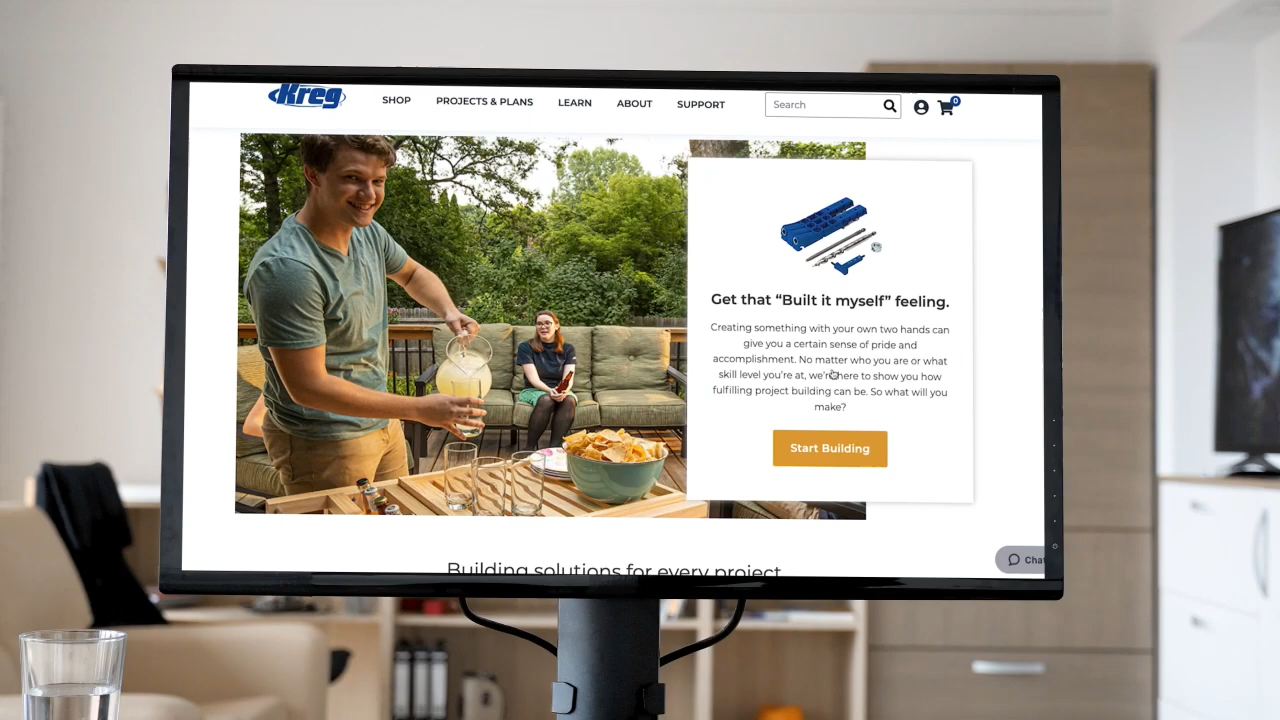 Kreg
SHOP
PROJECTS & PLANS
LEARN
ABOUT
SUPPORT
Search
0
Get that “Built it myself” feeling.
Creating something with your own two hands can
give you a certain sense of pride and
accomplishment. No matter who you are or what
skill level you're at, we're here to show you how
fulfilling project building can be. So what will you
make?
Start Building
Building solutions for every project
Chat